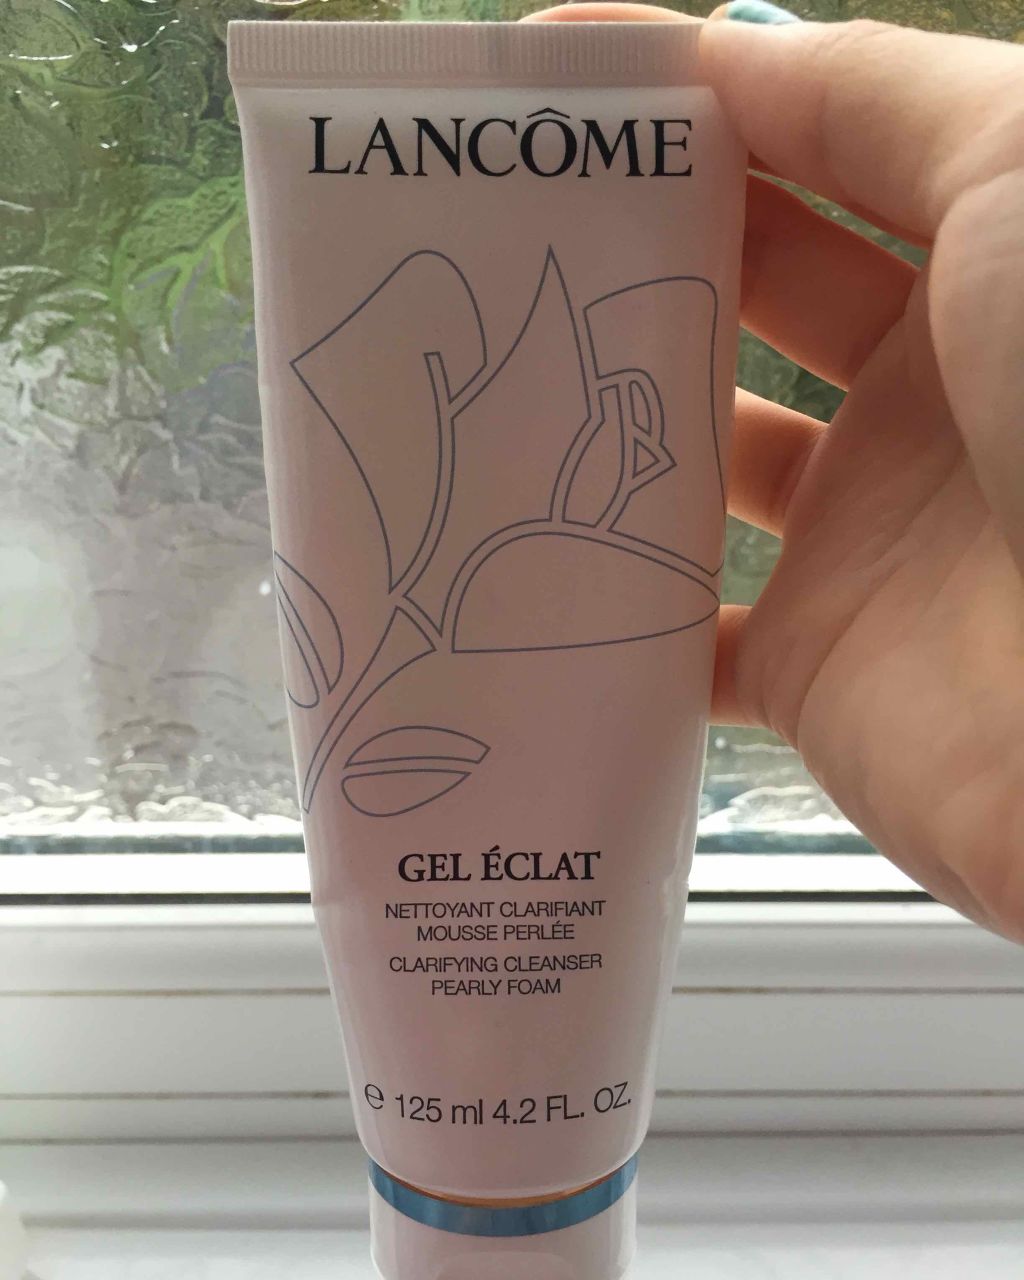 LANCÔME
GEL ÉCLAT
NETTOYANT CLARIFIANT
MOUSSE PERLÉE
CLARIFYING CLEANSER
PEARLY FOAM
℮ 125 ml 4.2 FL. OZ.